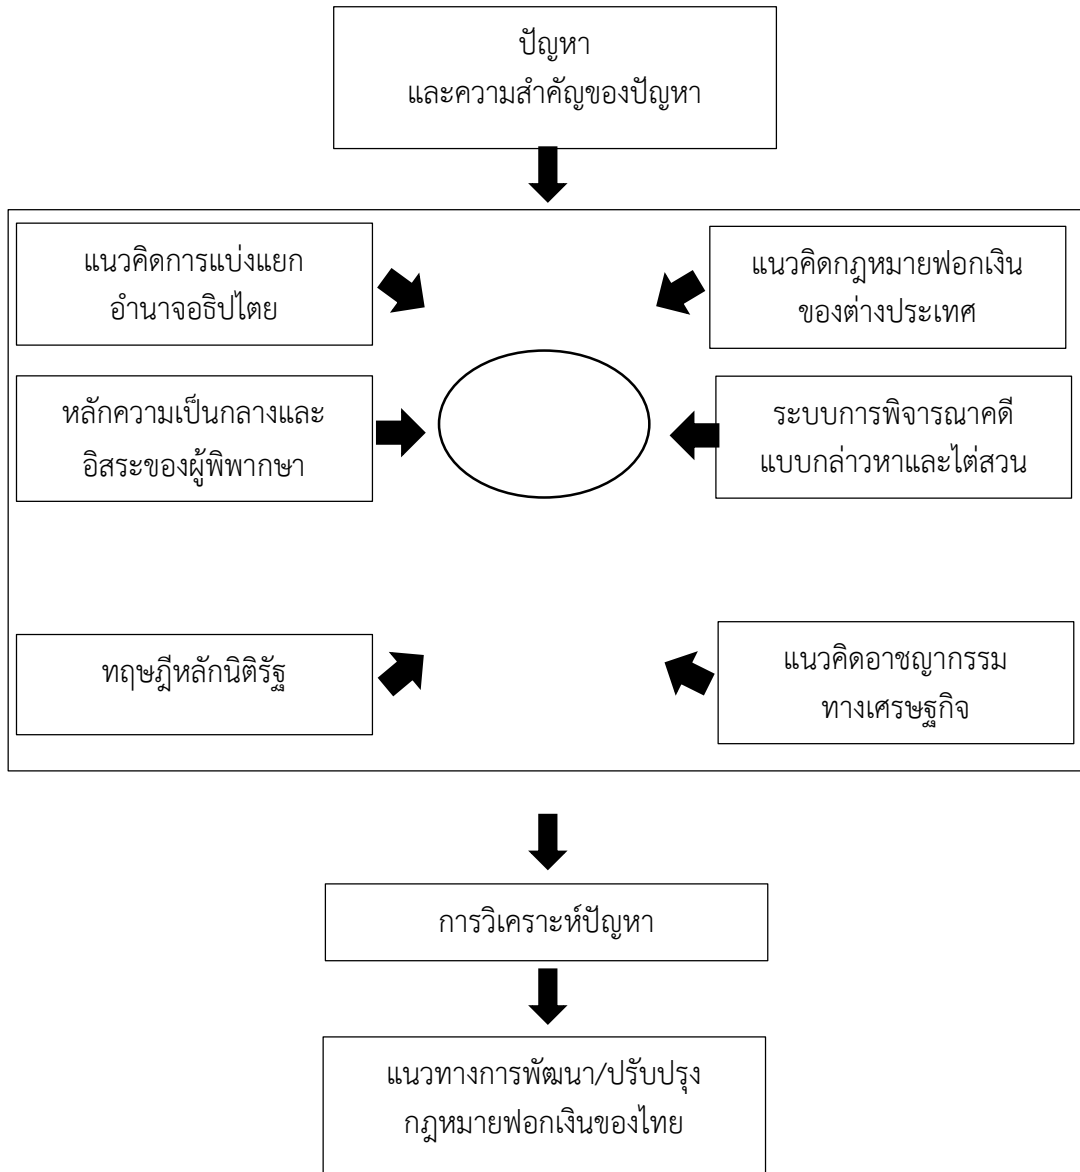 ปัญหา
และความสำคัญของปัญหา
แนวคิดการแบ่งแยก
อำนาจอธิปไตย
แนวคิดกฎหมายฟอกเงิน
ของต่างประเทศ
หลักความเป็นกลางและ
อิสระของผู้พิพากษา
ระบบการพิจารณาคดี
แบบกล่าวหาและไต่สวน
ทฤษฎีหลักนิติรัฐ
แนวคิดอาชญากรรม
ทางเศรษฐกิจ
การวิเคราะห์ปัญหา
แนวทางการพัฒนา/ปรับปรุง
กฎหมายฟอกเงินของไทย